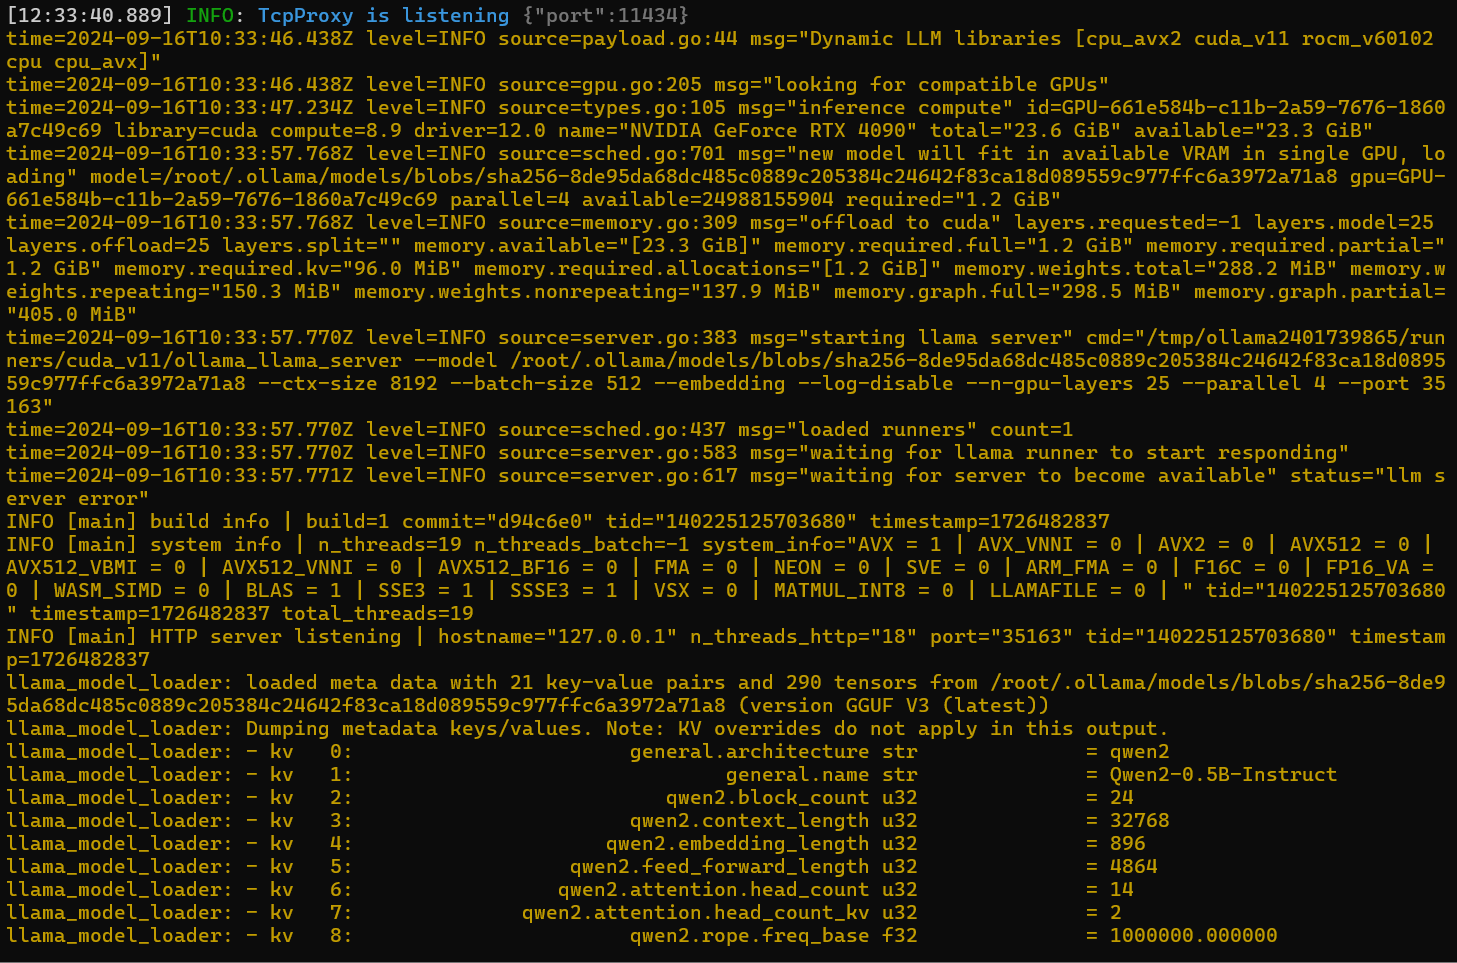 [12:33:40.889] INFO: TcpProxy is listening {"port":11434}
time=2024-09-16T10:33:46.438Z level=INFO source=payload.go:44 msg="Dynamic LLM libraries [cpu_avx2 cuda_v11 rocm_v60102
cpu cpu_avx]"
time=2024-09-16T10:33:46.438Z level=INFO source=gpu.go:205 msg="looking for compatible GPUs"
time=2024-09-16T10:33:47.234Z level=INFO source=types.go:105 msg="inference compute" id=GPU-661e584b-c11b-2a59-7676-1860
a7c49c69 library=cuda compute=8.9 driver=12.0 name="NVIDIA GeForce RTX 4090" total="23.6 GiB" available="23.3 GiB"
time=2024-09-16T10:33:57.768Z level=INFO source=sched.go:701 msg="new model will fit in available VRAM in single GPU, lo
ading" model=/root/.ollama/models/blobs/sha256-8de95da68dc485c0889c205384c24642f83ca18d089559c977ffc6a3972a71a8 gpu=GPU-
661e584b-c11b-2a59-7676-1860a7c49c69 parallel=4 available=24988155904 required="1.2 GiB"
time=2024-09-16T10:33:57.768Z level=INFO source=memory.go:309 msg="offload to cuda" layers.requested=-1 layers.model=25
layers.offload=25 layers.split="" memory.available="[23.3 GiB]" memory.required.full="1.2 GiB" memory.required.partial="
1.2 GiB" memory.required.kv="96.0 MiB" memory.required.allocations="[1.2 GiB]" memory.weights.total="288.2 MiB" memory.w
eights.repeating="150.3 MiB" memory.weights.nonrepeating="137.9 MiB" memory.graph.full="298.5 MiB" memory.graph.partial=
"405.0 MiB"
time=2024-09-16T10:33:57.770Z level=INFO source=server.go:383 msg="starting llama server" cmd="/tmp/ollama2401739865/run
ners/cuda_v11/ollama_llama_server --model /root/.ollama/models/blobs/sha256-8de95da68dc485c0889c205384c24642f83ca18d0895
59c977ffc6a3972a71a8 --ctx-size 8192 --batch-size 512 --embedding --log-disable --n-gpu-layers 25 --parallel 4 --port 35
163"
time=2024-09-16T10:33:57.770Z level=INFO source=sched.go:437 msg="loaded runners" count=1
time=2024-09-16T10:33:57.770Z level=INFO source=server.go:583 msg="waiting for llama runner to start responding"
time=2024-09-16T10:33:57.771Z level=INFO source=server.go:617 msg="waiting for server to become available" status="llm s
erver error"
INFO [main] build info | build=1 commit="d94c6e0" tid="140225125703680" timestamp=1726482837
INFO [main] system info | n_threads=19 n_threads_batch=-1 system_info="AVX = 1 | AVX_VNNI = 0 | AVX2 = 0 | AVX512 = 0 |
AVX512_VBMI = 0 | AVX512_VNNI = 0 | AVX512_BF16 = 0 | FMA = 0 | NEON = 0 | SVE = 0 | ARM_FMA = 0 | F16C = 0 | FP16_VA =
0 | WASM_SIMD = 0 | BLAS = 1 | SSE3 = 1 | SSSE3 = 1 | VSX = 0 | MATMUL_INT8 = 0 | LLAMAFILE = 0 | " tid="140225125703680
" timestamp=1726482837 total_threads=19
INFO [main] HTTP server listening | hostname="127.0.0.1" n_threads_http="18" port="35163" tid="140225125703680" timestam
p=1726482837
llama_model_loader: loaded meta data with 21 key-value pairs and 290 tensors from /root/.ollama/models/blobs/sha256-8de9
5da68dc485c0889c205384c24642f83ca18d089559c977ffc6a3972a71a8 (version GGUF V3 (latest))
llama_model_loader: Dumping metadata keys/values. Note: KV overrides do not apply in this output.
llama_model_loader: - kv   0:                       general.architecture str              = qwen2
llama_model_loader: - kv   1:                               general.name str              = Qwen2-0.5B-Instruct
llama_model_loader: - kv   2:                          qwen2.block_count u32              = 24
llama_model_loader: - kv   3:                       qwen2.context_length u32              = 32768
llama_model_loader: - kv   4:                     qwen2.embedding_length u32              = 896
llama_model_loader: - kv   5:                  qwen2.feed_forward_length u32              = 4864
llama_model_loader: - kv   6:                 qwen2.attention.head_count u32              = 14
llama_model_loader: - kv   7:              qwen2.attention.head_count_kv u32              = 2
llama_model_loader: - kv   8:                       qwen2.rope.freq_base f32              = 1000000.000000